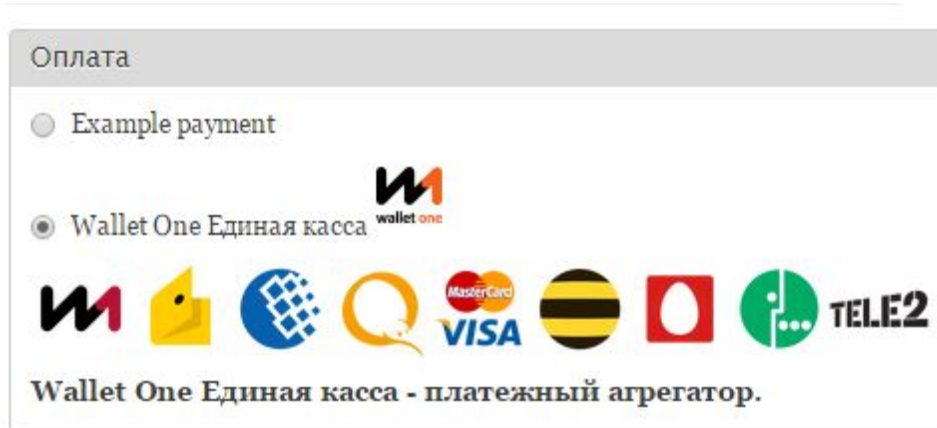 Оплата
Example payment
wallet one
Wallet One Единая касса
MasterCard
VISA
TELE2
Wallet One Единая касса - платежный агрегатор.